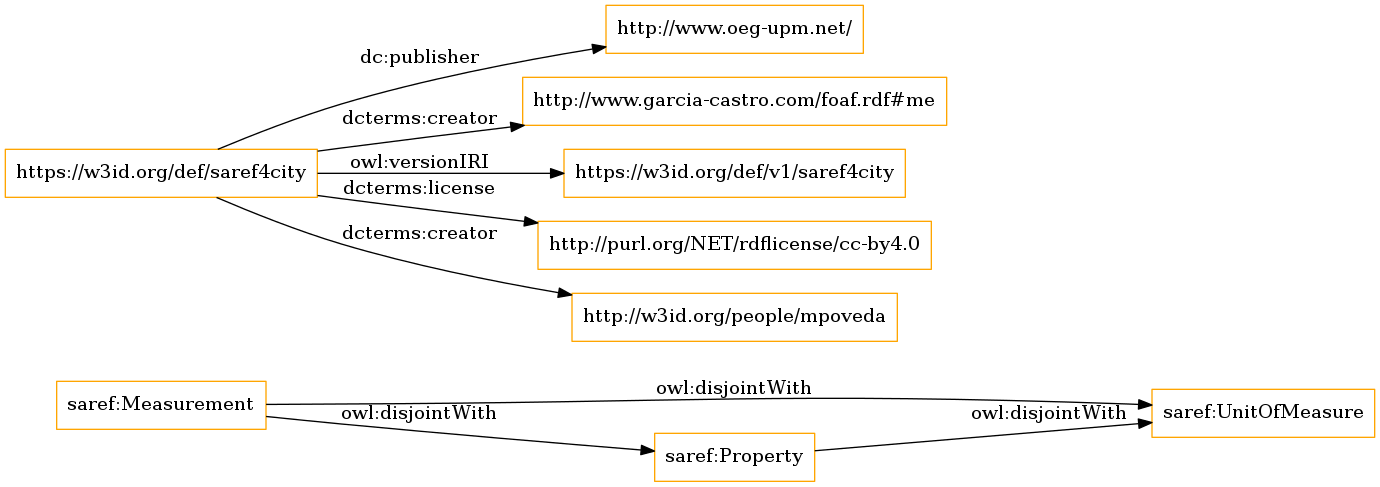 http://www.oeg-upm.net/
dc:publisher
http://www.garcia-castro.com/foaf.rdf#me
dcterms:creator
https://w3id.org/def/saref4city
owl:versionIRI
https://w3id.org/def/v1/saref4city
dcterms:license
http://purl.org/NET/rdflicense/cc-by4.0
dcterms:creator
http://w3id.org/people/mpoveda
saref:Measurement
owl:disjointWith
owl:disjointWith
owl:disjointWith
saref:UnitOfMeasure
saref:Property